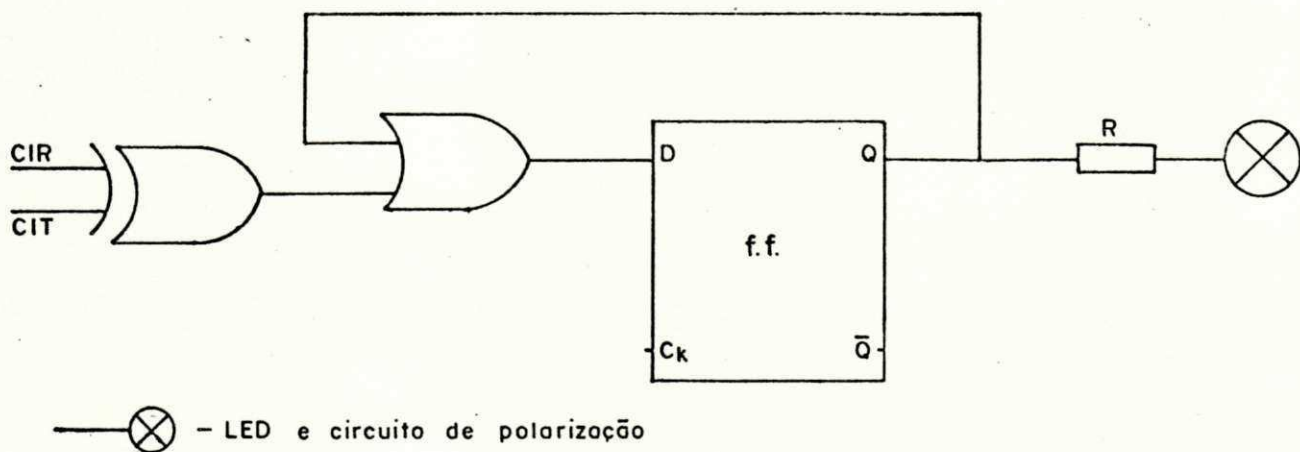 CIR
CIT
D
Q
R
f.f.
Ck
Q̅
– LED e circuito de polarização